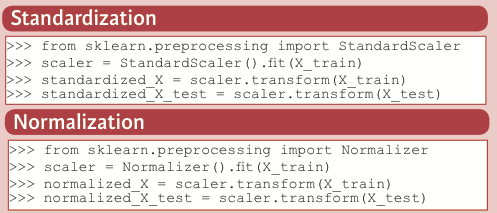 Standardization
>>> from sklearn.preprocessing import StandardScaler
>>> scaler = StandardScaler().fit(X_train)
>>> standardized_X = scaler.transform(X_train)
>>> standardized_X_test = scaler.transform(X_test)
Normalization
>>> from sklearn.preprocessing import Normalizer
>>> scaler = Normalizer().fit(X_train)
>>> normalized_X = scaler.transform(X_train)
>>> normalized_X_test = scaler.transform(X_test)